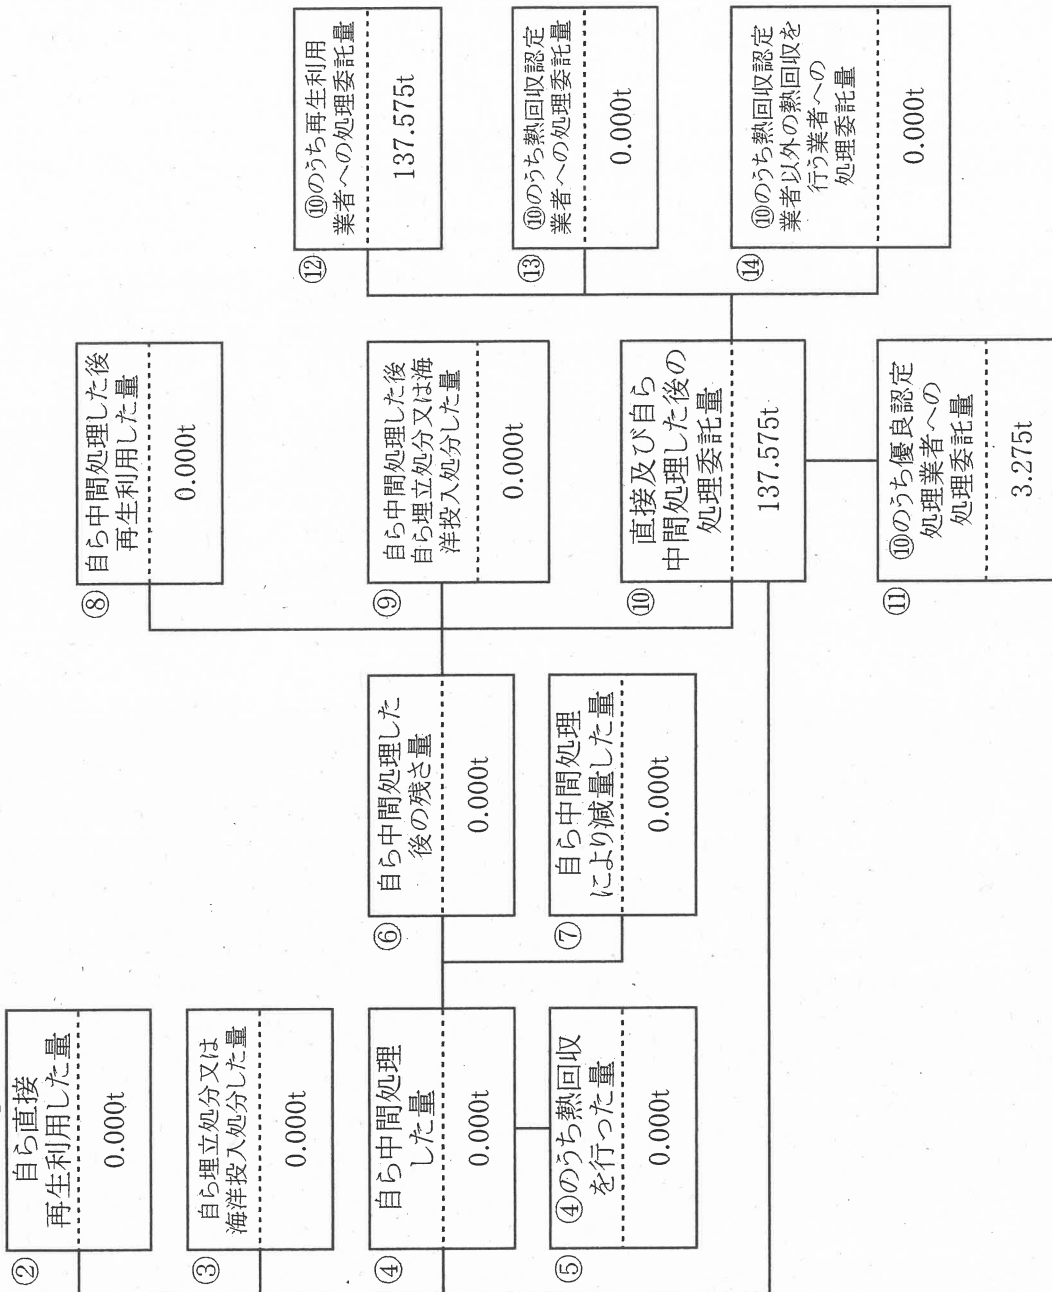 ②
自ら直接
再生利用した量
0.000t
③
自ら埋立処分又は
海洋投入処分した量
0.000t
④
自ら中間処理
した量
0.000t
⑤
④のうち熱回収
を行った量
0.000t
⑥
自ら中間処理した
後の残さ量
0.000t
⑦
自ら中間処理
により減量した量
0.000t
⑧
自ら中間処理した後
再生利用した量
0.000t
⑨
自ら中間処理した後
自ら埋立処分又は海
洋投入処分した量
0.000t
⑩
直接及び自ら
中間処理した後の
処理委託量
137.575t
⑪
⑩のうち優良認定
処理業者への
処理委託量
3.275t
⑫
⑩のうち再生利用
業者への処理委託量
137.575t
⑬
⑩のうち熱回収認定
業者への処理委託量
0.000t
⑭
⑩のうち熱回収認定
業者以外の熱回収を
行う業者への
処理委託量
0.000t